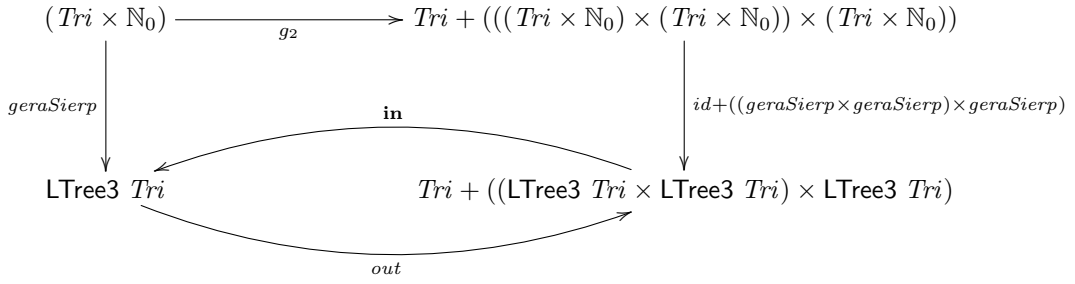 (Tri × ℕ₀) Tri + (((Tri × ℕ₀) × (Tri × ℕ₀)) × (Tri × ℕ₀))
g₂
geraSierp id+((geraSierp×geraSierp)×geraSierp)
in
LTree3 Tri Tri + ((LTree3 Tri × LTree3 Tri) × LTree3 Tri)
out